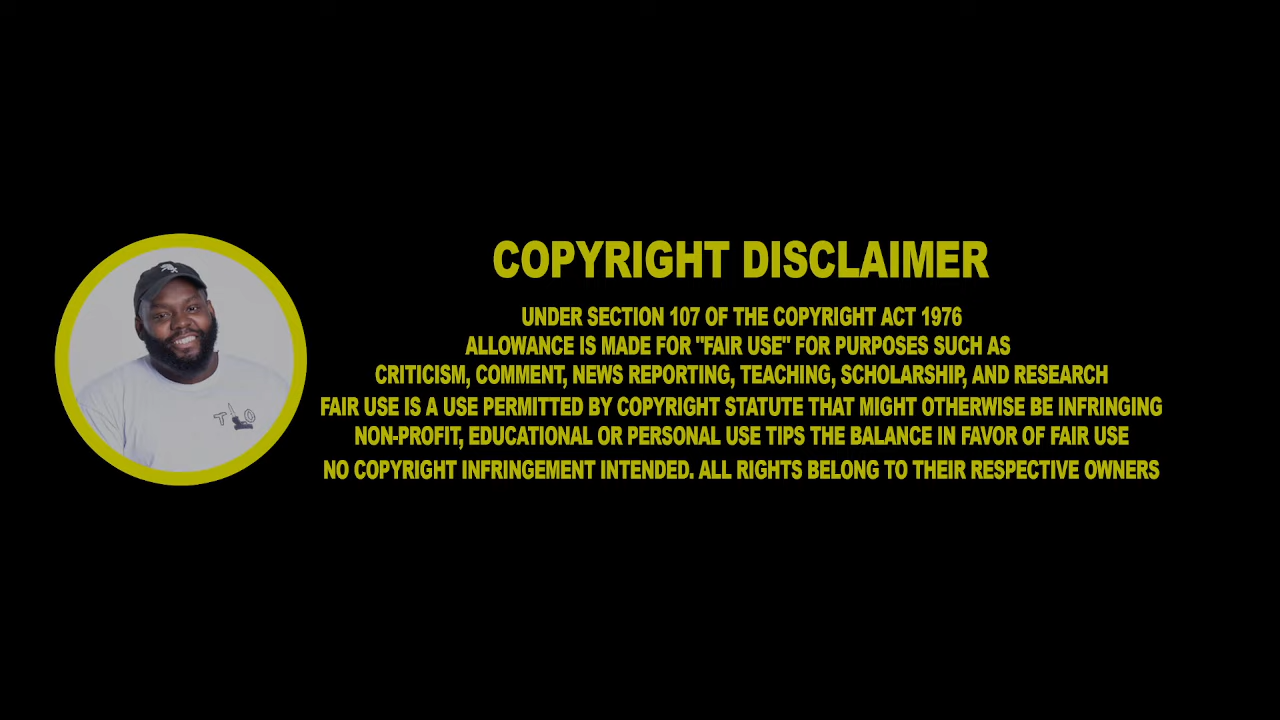 COPYRIGHT DISCLAIMER
UNDER SECTION 107 OF THE COPYRIGHT ACT 1976
ALLOWANCE IS MADE FOR "FAIR USE" FOR PURPOSES SUCH AS
CRITICISM, COMMENT, NEWS REPORTING, TEACHING, SCHOLARSHIP, AND RESEARCH
FAIR USE IS A USE PERMITTED BY COPYRIGHT STATUTE THAT MIGHT OTHERWISE BE INFRINGING
NON-PROFIT, EDUCATIONAL OR PERSONAL USE TIPS THE BALANCE IN FAVOR OF FAIR USE
NO COPYRIGHT INFRINGEMENT INTENDED. ALL RIGHTS BELONG TO THEIR RESPECTIVE OWNERS